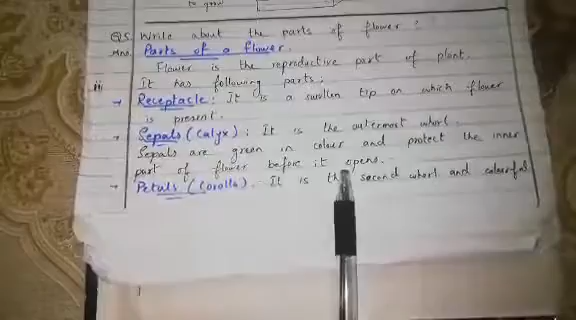 to grow
Q5. Write about the parts of flower?
Ans. Parts of a flower.
Flower is the reproductive part of plant.
It has following parts:
iii
→ Receptacle: It is a swollen tip on which flower
is present.
→ Sepals (Calyx): It is the outermost whorl.
Sepals are green in colour and protect the inner
part of flower before it opens.
→ Petals (Corolla). It is the second whorl and colourful